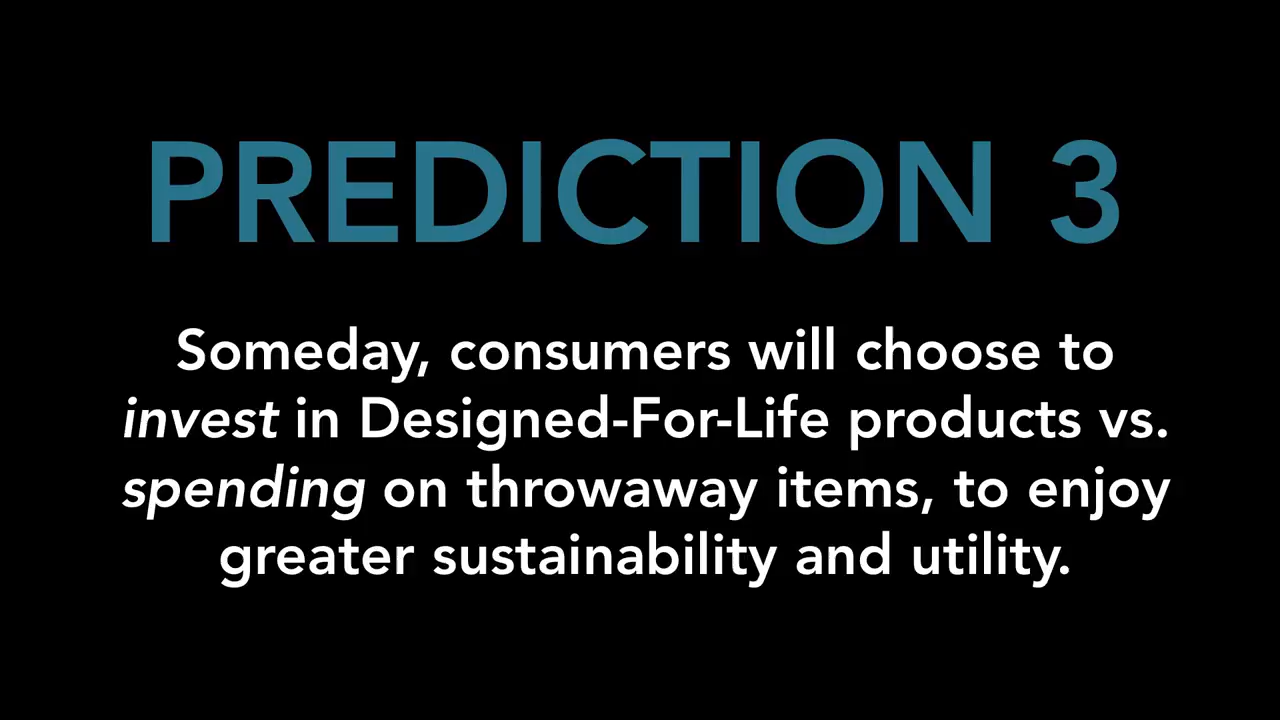 PREDICTION 3
Someday, consumers will choose to
invest in Designed-For-Life products vs.
spending on throwaway items, to enjoy
greater sustainability and utility.